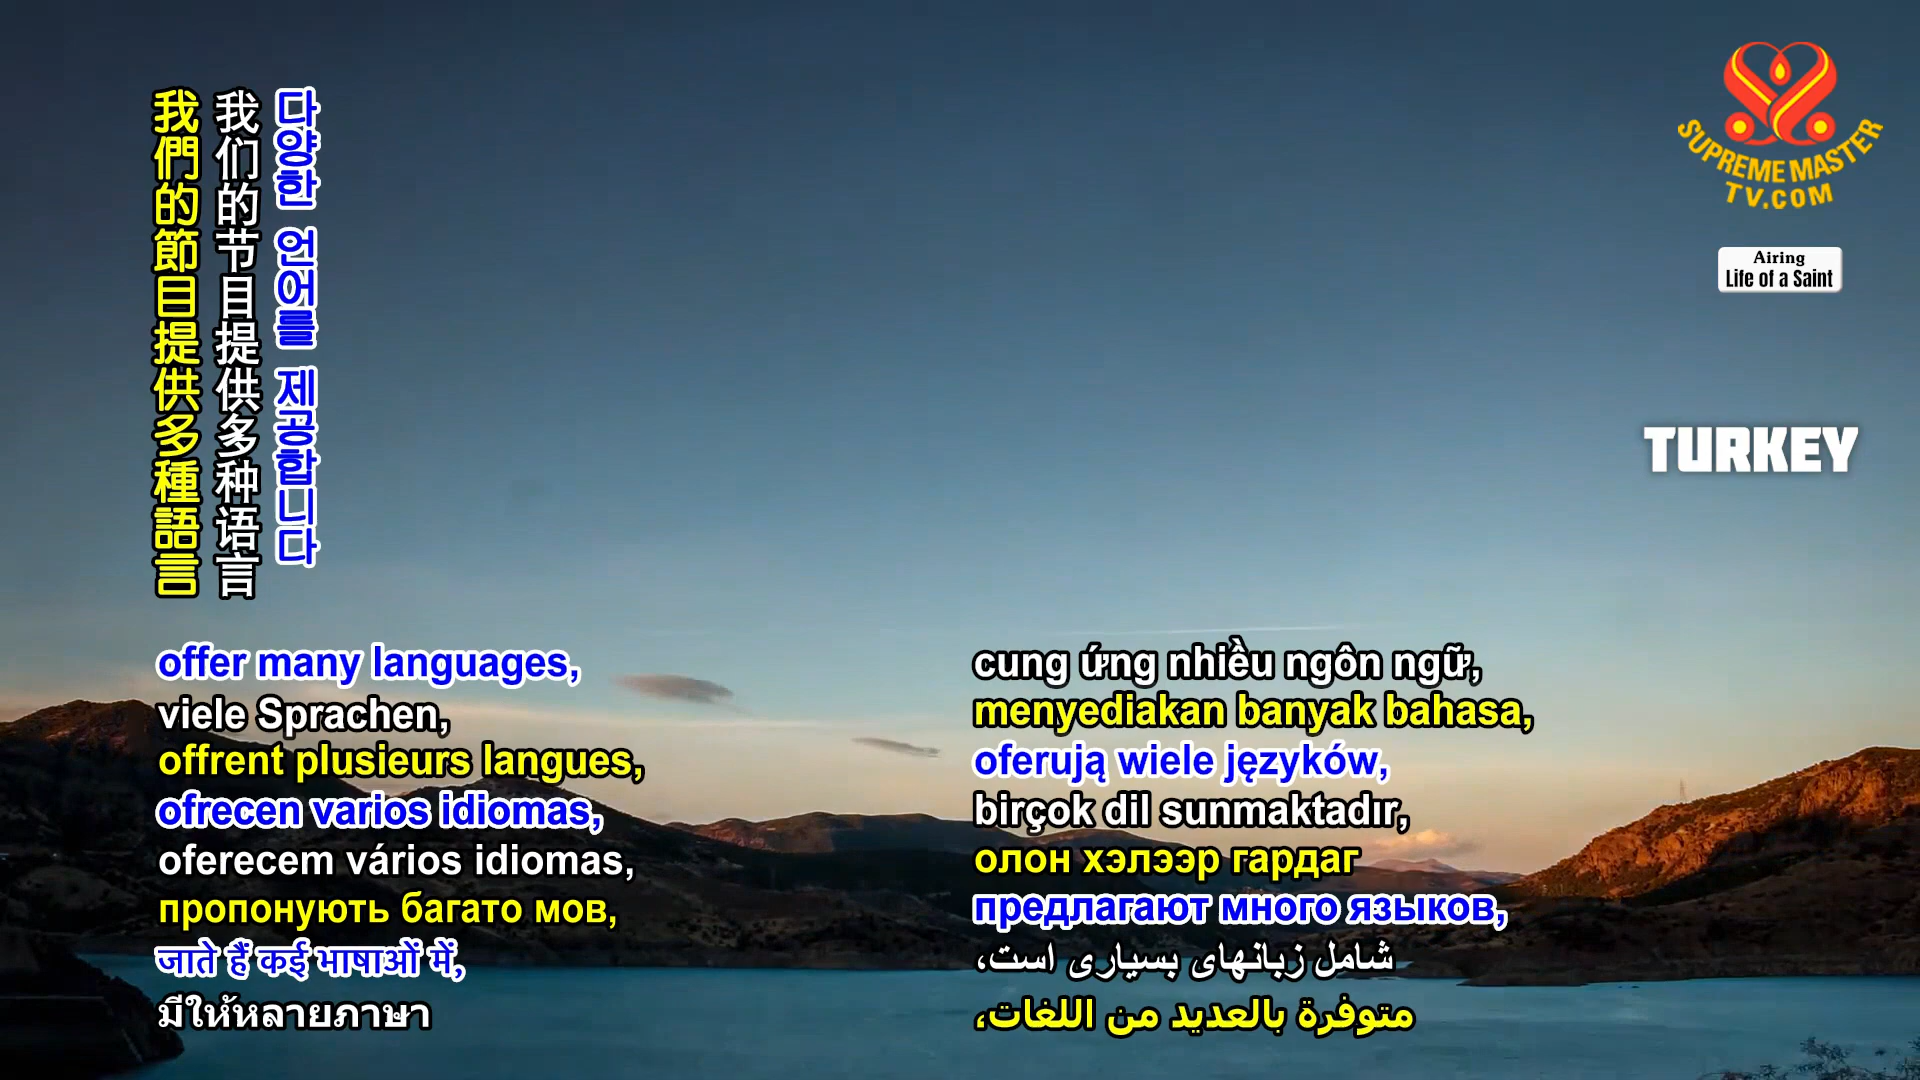 我們的節目提供多種語言
我们的节目提供多种语言
다양한 언어를 제공합니다
SUPREME MASTER
TV.COM
Airing
Life of a Saint
TURKEY
offer many languages,
viele Sprachen,
offrent plusieurs langues,
ofrecen varios idiomas,
oferecem vários idiomas,
пропонують багато мов,
जाते हैं कई भाषाओं में,
มีให้หลายภาษา
cung ứng nhiều ngôn ngữ,
menyediakan banyak bahasa,
oferują wiele języków,
birçok dil sunmaktadır,
олон хэлээр гардаг
предлагают много языков,
شامل زبانهای بسیاری است،
متوفرة بالعديد من اللغات،